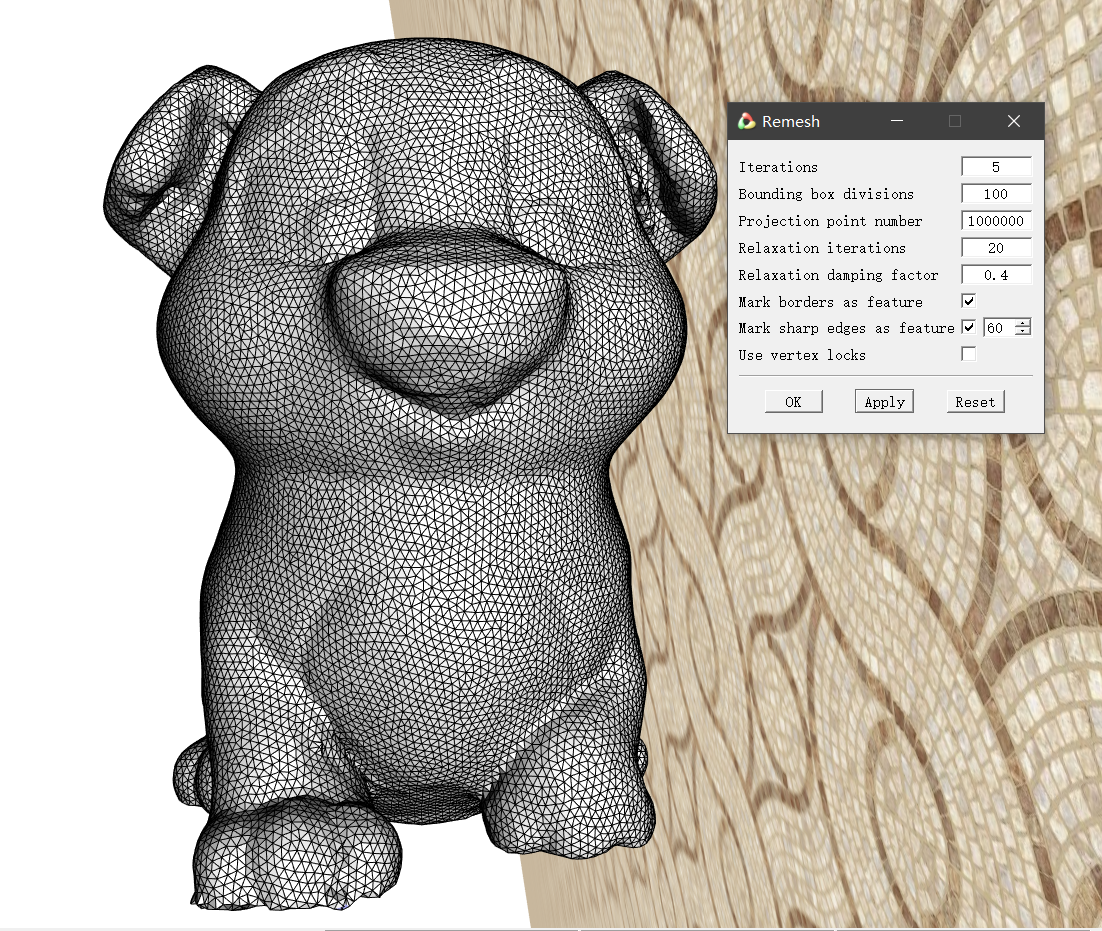 Remesh
Iterations 5
Bounding box divisions 100
Projection point number 1000000
Relaxation iterations 20
Relaxation damping factor 0.4
Mark borders as feature
Mark sharp edges as feature 60
Use vertex locks
OK Apply Reset